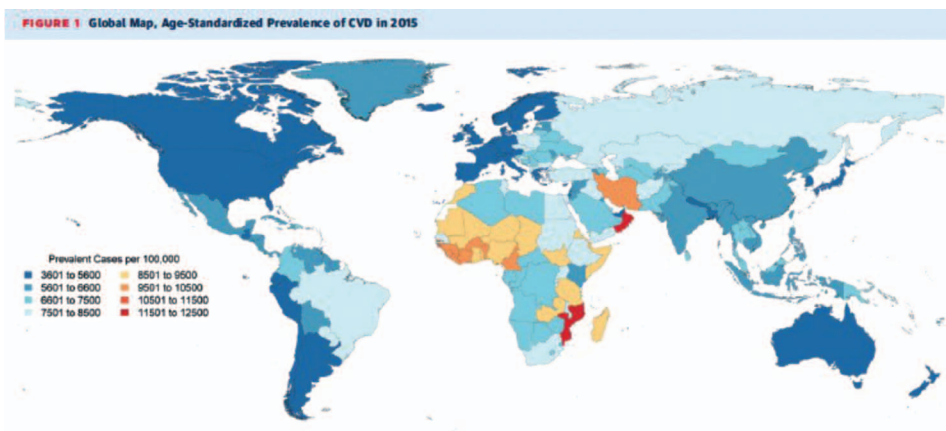 FIGURE 1 Global Map, Age-Standardized Prevalence of CVD in 2015
Prevalent Cases per 100,000
3601 to 5600
5601 to 6600
6601 to 7500
7501 to 8500
8501 to 9500
9501 to 10500
10501 to 11500
11501 to 12500